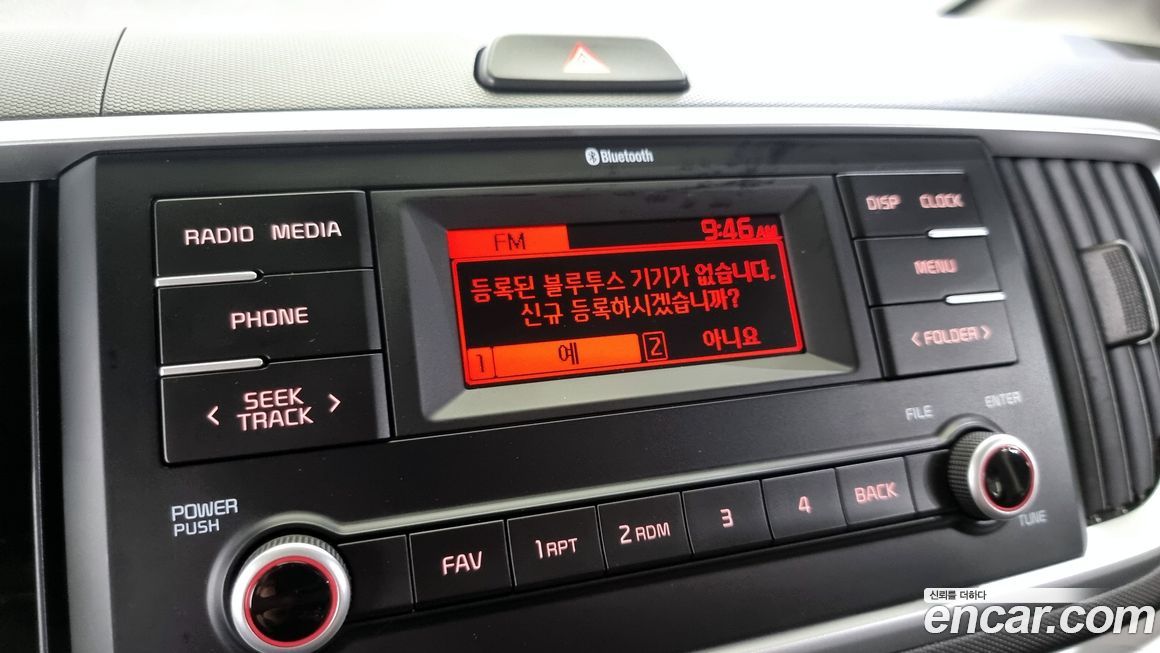 Bluetooth
RADIO MEDIA
DISP CLOCK
FM 9:46 AM
등록된 블루투스 기기가 없습니다.
신규 등록하시겠습니까?
1 예 2 아니요
PHONE
MENU
< SEEK TRACK >
< FOLDER >
FILE
ENTER
POWER
PUSH
FAV
1 RPT
2 RDM
3
4
BACK
TUNE
신뢰를 더하다
encar.com